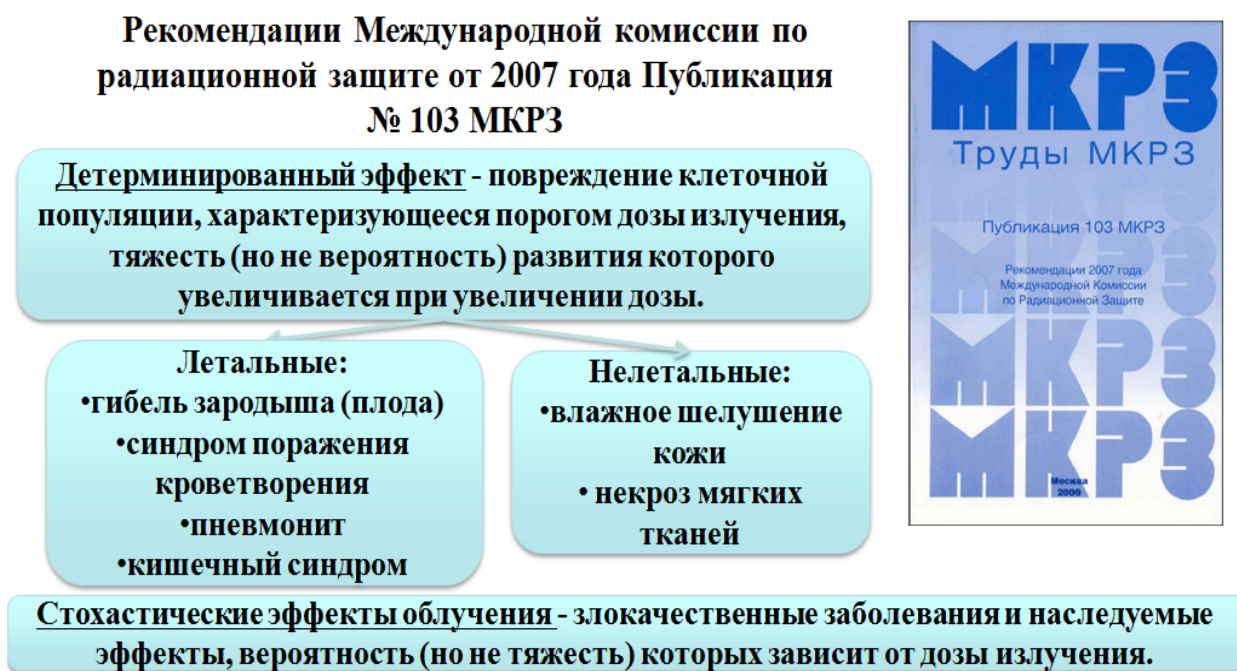 Рекомендации Международной комиссии по
радиационной защите от 2007 года Публикация
№ 103 МКРЗ
Детерминированный эффект - повреждение клеточной
популяции, характеризующееся порогом дозы излучения,
тяжесть (но не вероятность) развития которого
увеличивается при увеличении дозы.
Летальные:
•гибель зародыша (плода)
•синдром поражения
кроветворения
•пневмонит
•кишечный синдром
Нелетальные:
•влажное шелушение
кожи
• некроз мягких
тканей
Стохастические эффекты облучения - злокачественные заболевания и наследуемые
эффекты, вероятность (но не тяжесть) которых зависит от дозы излучения.
МКРЗ
Труды МКРЗ
МКРЗ
Публикация 103 МКРЗ
Рекомендации 2007 года
Международной Комиссии
по Радиационной Защите
МКРЗ
МКРЗ
Москва
2009